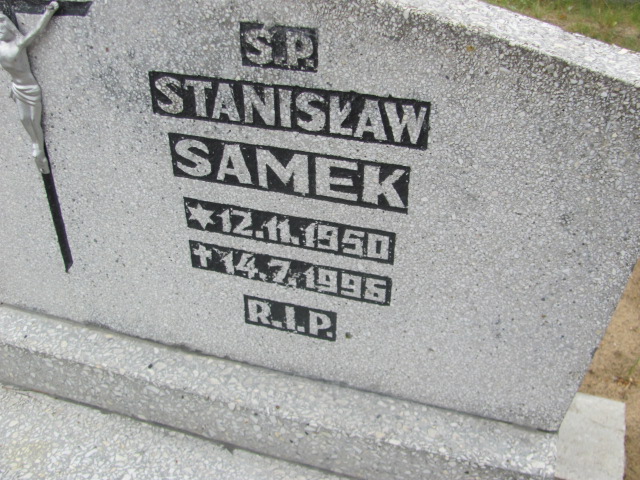 Ś.P.
STANISŁAW
SAMEK
★12.11.1950
✝14.7.1996
R.I.P.